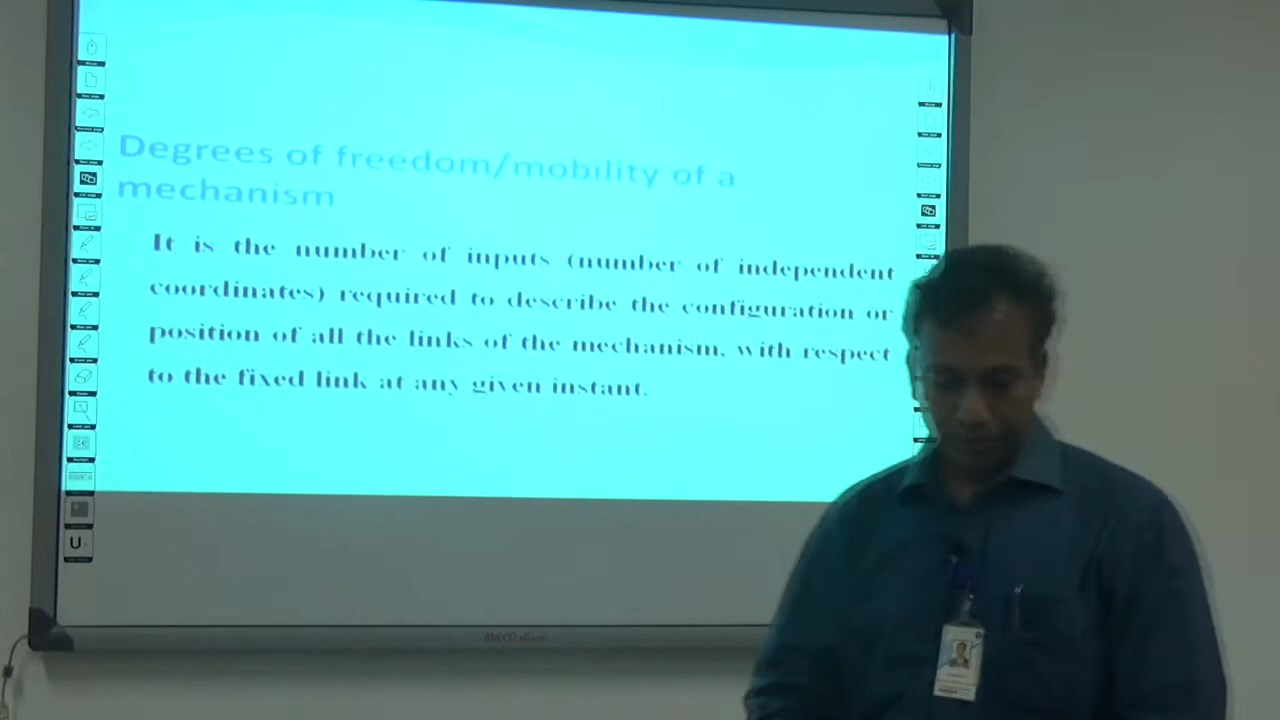 Degrees of freedom/mobility of a
mechanism
It is the number of inputs (number of independent
coordinates) required to describe the configuration or
position of all the links of the mechanism, with respect
to the fixed link at any given instant.
U